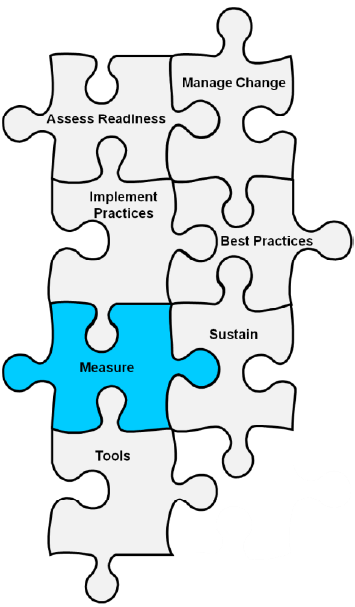 Manage Change
Assess Readiness
Implement
Practices
Best Practices
Sustain
Measure
Tools